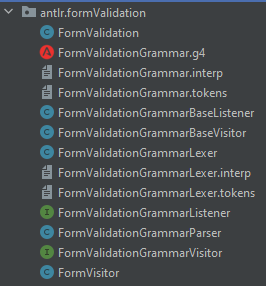 antlr.formValidation
FormValidation
FormValidationGrammar.g4
FormValidationGrammar.interp
FormValidationGrammar.tokens
FormValidationGrammarBaseListener
FormValidationGrammarBaseVisitor
FormValidationGrammarLexer
FormValidationGrammarLexer.interp
FormValidationGrammarLexer.tokens
FormValidationGrammarListener
FormValidationGrammarParser
FormValidationGrammarVisitor
FormVisitor